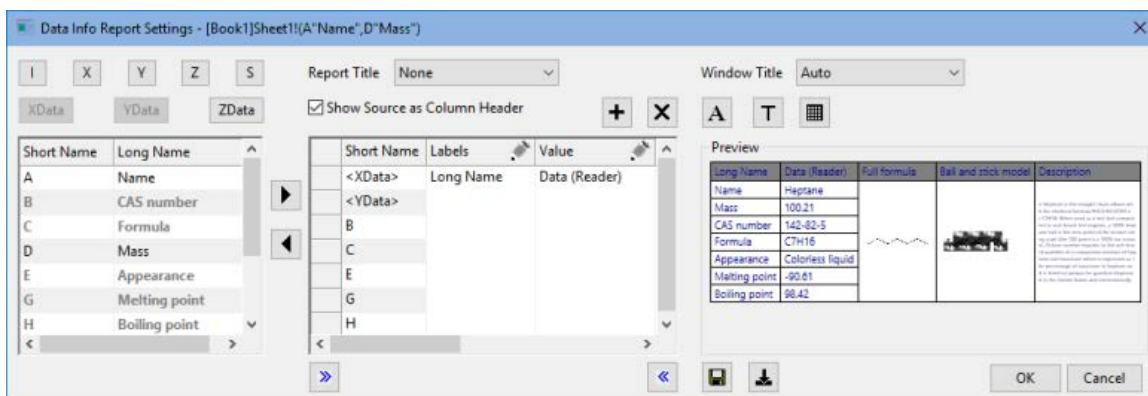 Data Info Report Settings - [Book1]Sheet1!(A"Name",D"Mass")
I X Y Z S Report Title None Window Title Auto
XData YData ZData Show Source as Column Header A T
Short Name Long Name Short Name Labels Value Preview
A Name <XData> Long Name Data (Reader)
B CAS number <YData>
C Formula B
D Mass C
E Appearance E
G Melting point G
H Boiling point H
Long Name Data (Reader) Full formula Ball and stick model Description
Name Heptane
Mass 100.21
CAS number 142-82-5
Formula C7H16
Appearance Colorless liquid
Melting point -90.61
Boiling point 98.42
OK Cancel